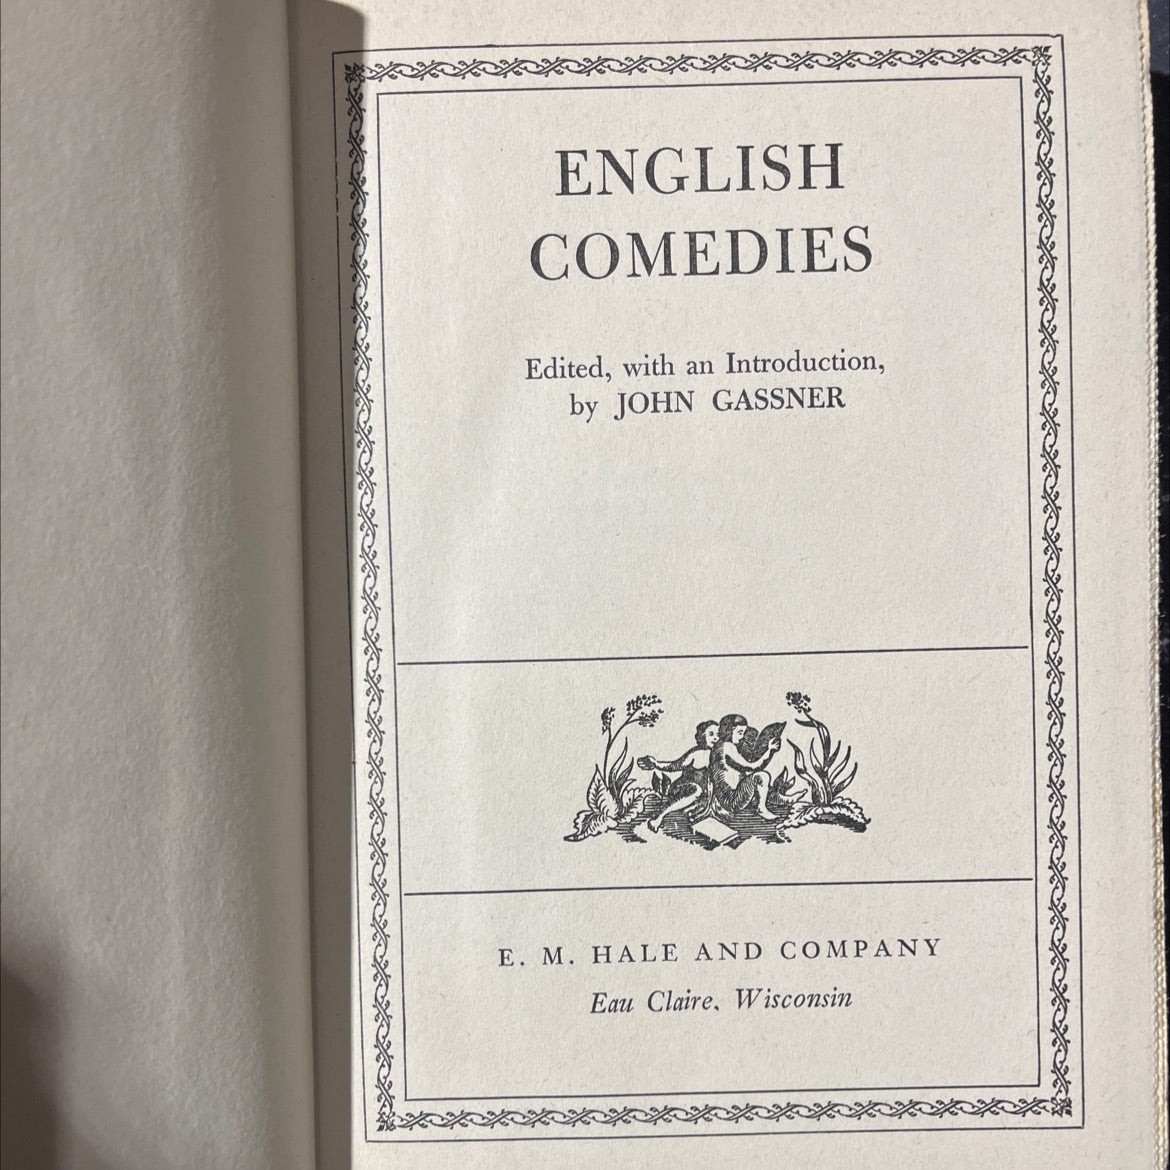 ENGLISH
COMEDIES
Edited, with an Introduction,
by JOHN GASSNER
E. M. HALE AND COMPANY
Eau Claire, Wisconsin